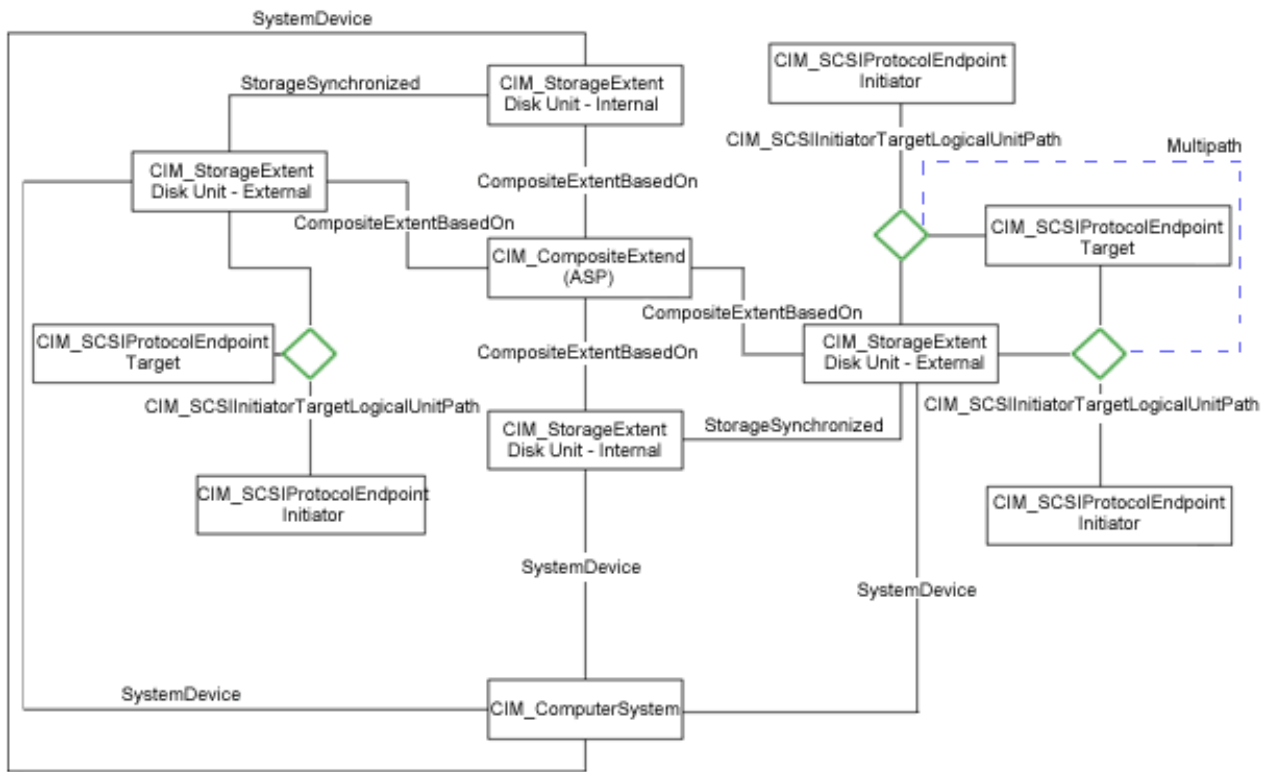 SystemDevice
CIM_SCSIProtocolEndpoint
Initiator
CIM_StorageExtent
Disk Unit - Internal
StorageSynchronized
CIM_SCSIInitiatorTargetLogicalUnitPath
Multipath
CIM_StorageExtent
Disk Unit - External
CompositeExtentBasedOn
CompositeExtentBasedOn
CIM_SCSIProtocolEndpoint
Target
CIM_CompositeExtend
(ASP)
CompositeExtentBasedOn
CIM_SCSIProtocolEndpoint
Target
CompositeExtentBasedOn
CIM_StorageExtent
Disk Unit - External
CIM_SCSIInitiatorTargetLogicalUnitPath
CIM_SCSIInitiatorTargetLogicalUnitPath
CIM_StorageExtent
Disk Unit - Internal
StorageSynchronized
CIM_SCSIProtocolEndpoint
Initiator
CIM_SCSIProtocolEndpoint
Initiator
SystemDevice
SystemDevice
SystemDevice
CIM_ComputerSystem